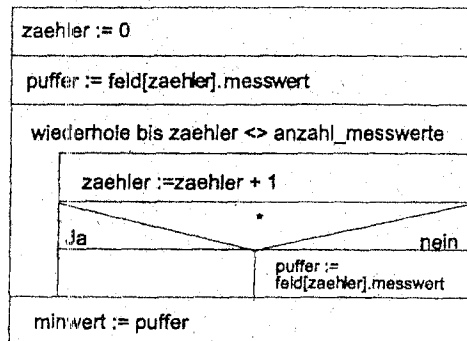 zaehler := 0
puffer := feld[zaehler].messwert
wiederhole bis zaehler <> anzahl_messwerte
zaehler :=zaehler + 1
*
Ja
nein
puffer :=
feld[zaehler].messwert
minwert := puffer